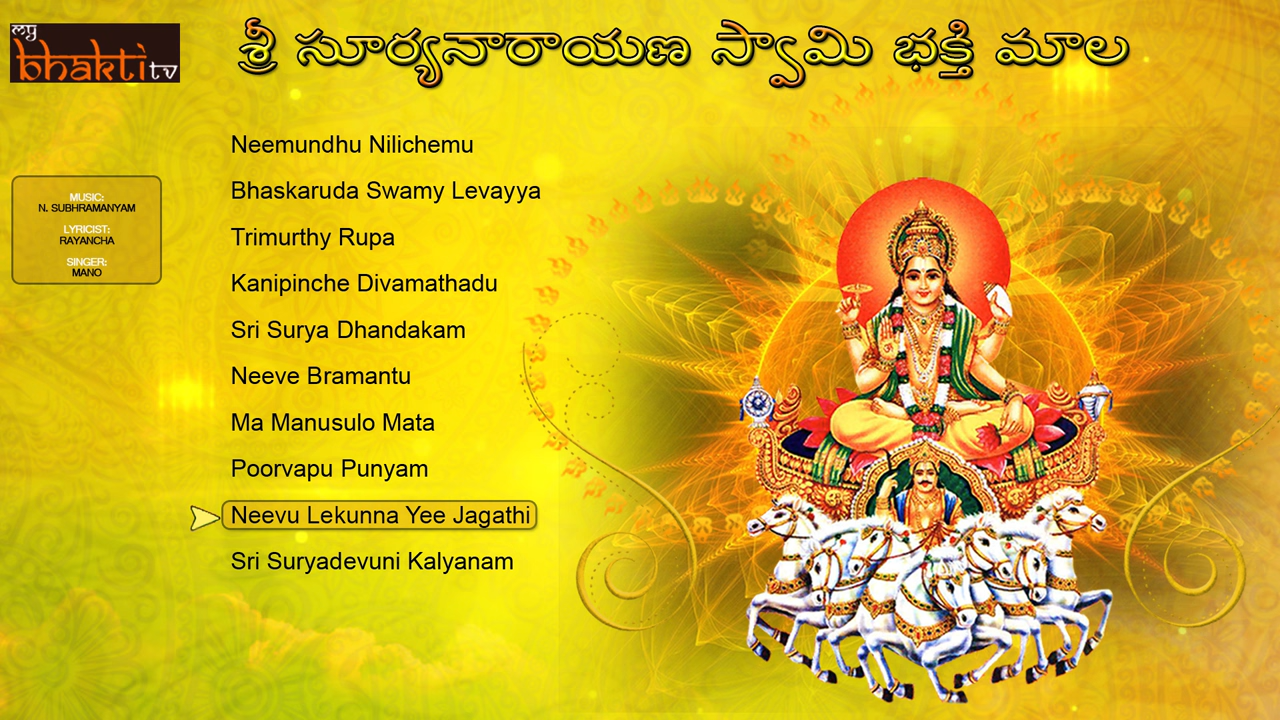 my
bhakti tv
శ్రీ సూర్యనారాయణ స్వామి భక్తి మాల
Neemundhu Nilichemu
Bhaskaruda Swamy Levayya
Trimurthy Rupa
Kanipinche Divamathadu
Sri Surya Dhandakam
Neeve Bramantu
Ma Manusulo Mata
Poorvapu Punyam
Neevu Lekunna Yee Jagathi
Sri Suryadevuni Kalyanam
MUSIC:
N. SUBHRAMANYAM
LYRICIST:
RAYANCHA
SINGER:
MANO